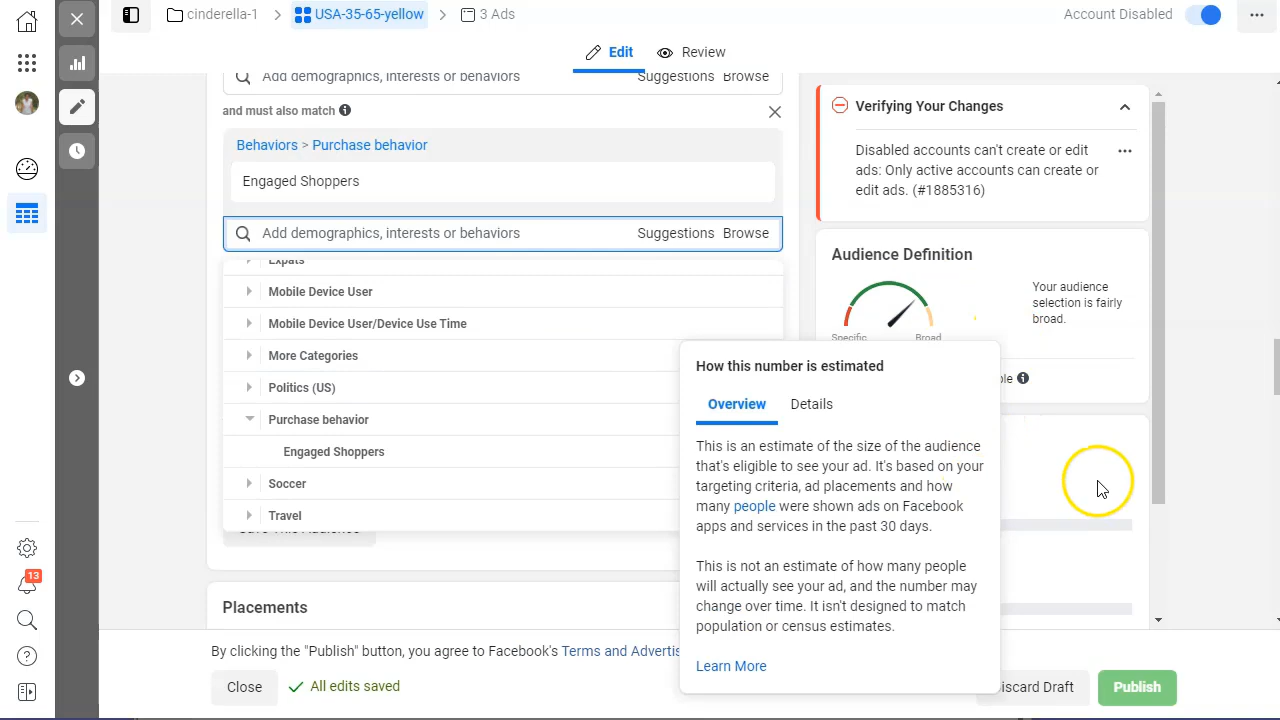 cinderella-1
USA-35-65-yellow
3 Ads
Account Disabled
Edit
Review
Add demographics, interests or behaviors
Suggestions
Browse
and must also match
Behaviors > Purchase behavior
Engaged Shoppers
Add demographics, interests or behaviors
Suggestions
Browse
Expats
Mobile Device User
Mobile Device User/Device Use Time
More Categories
Politics (US)
Purchase behavior
Engaged Shoppers
Soccer
Travel
Save This Audience
Placements
By clicking the "Publish" button, you agree to Facebook's Terms and Advertis
Close
All edits saved
Verifying Your Changes
Disabled accounts can't create or edit
ads: Only active accounts can create or
edit ads. (#1885316)
Audience Definition
Your audience
selection is fairly
broad.
Specific
Broad
How this number is estimated
Overview
Details
This is an estimate of the size of the audience
that's eligible to see your ad. It's based on your
targeting criteria, ad placements and how
many people were shown ads on Facebook
apps and services in the past 30 days.
This is not an estimate of how many people
will actually see your ad, and the number may
change over time. It isn't designed to match
population or census estimates.
Learn More
iscard Draft
Publish
13